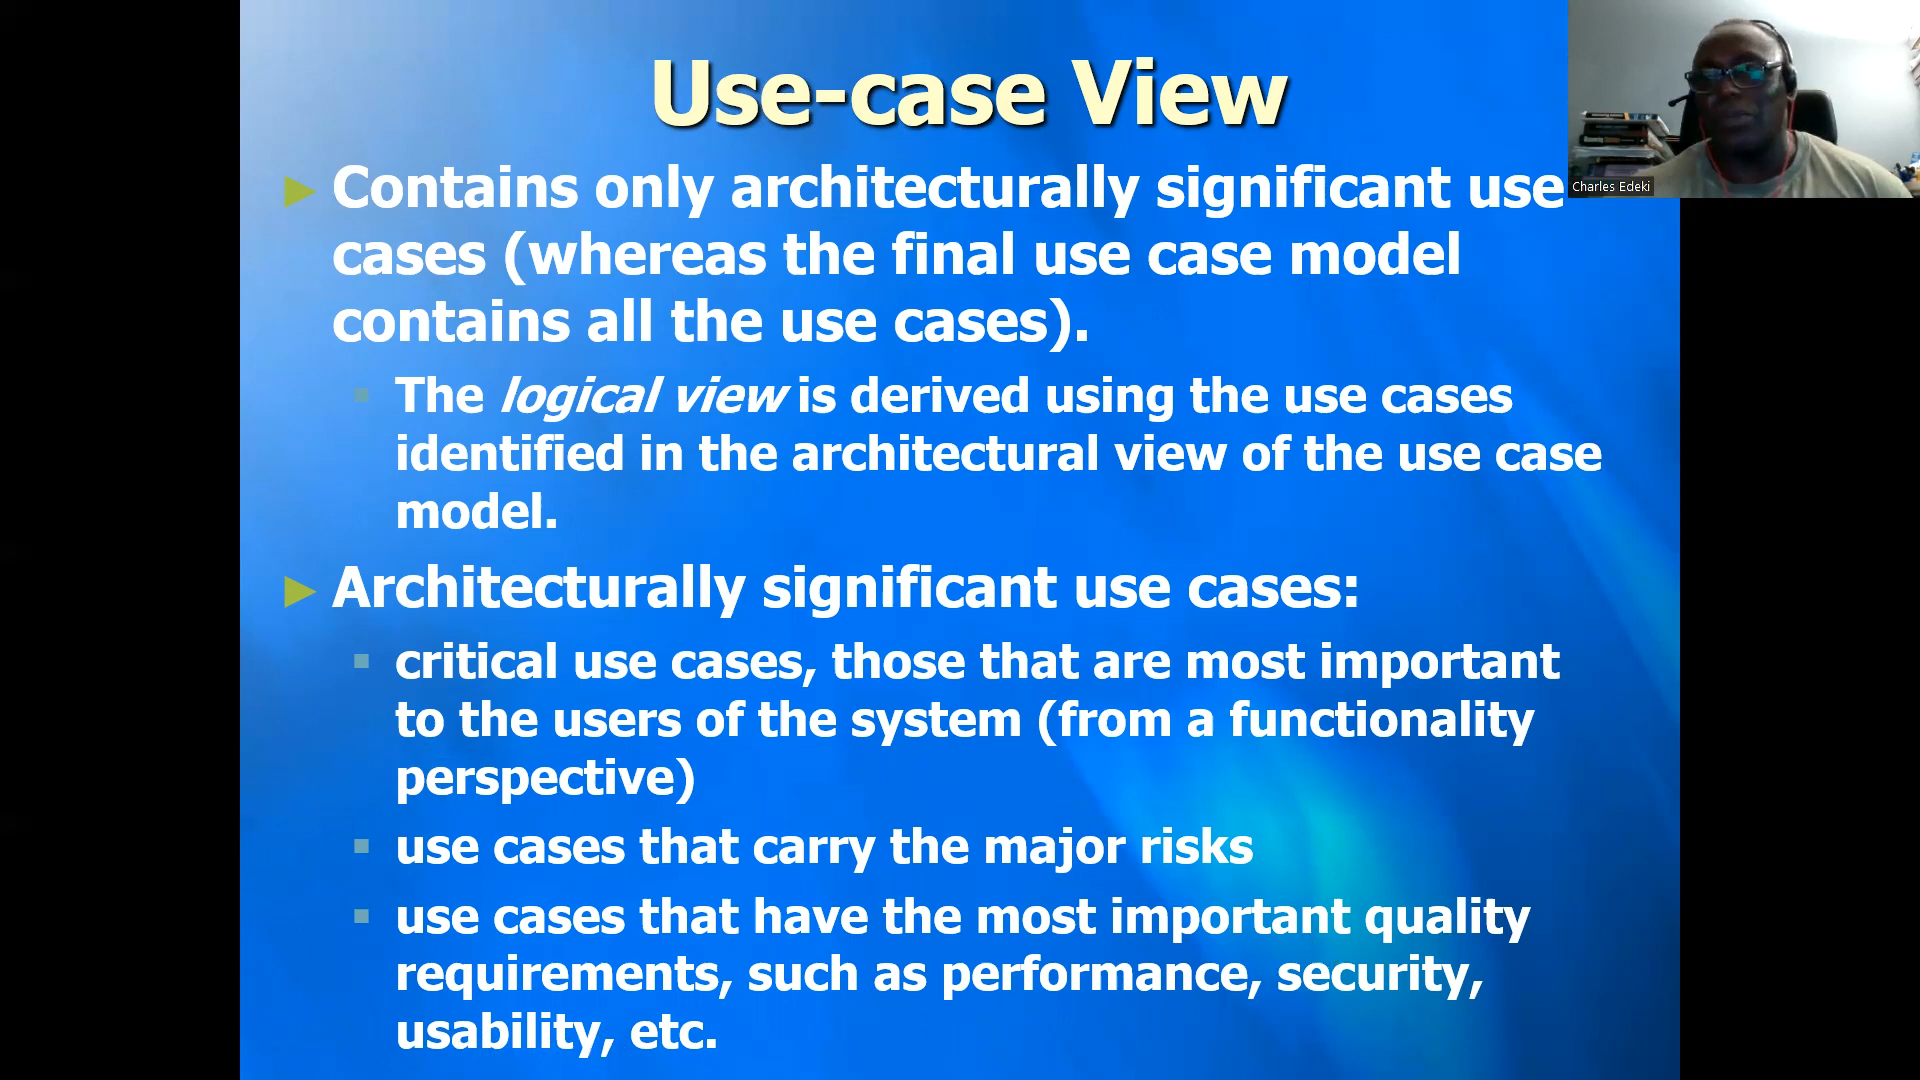 Use-case View
Contains only architecturally significant use
cases (whereas the final use case model
contains all the use cases).
The logical view is derived using the use cases
identified in the architectural view of the use case
model.
Architecturally significant use cases:
critical use cases, those that are most important
to the users of the system (from a functionality
perspective)
use cases that carry the major risks
use cases that have the most important quality
requirements, such as performance, security,
usability, etc.
Charles Edeki